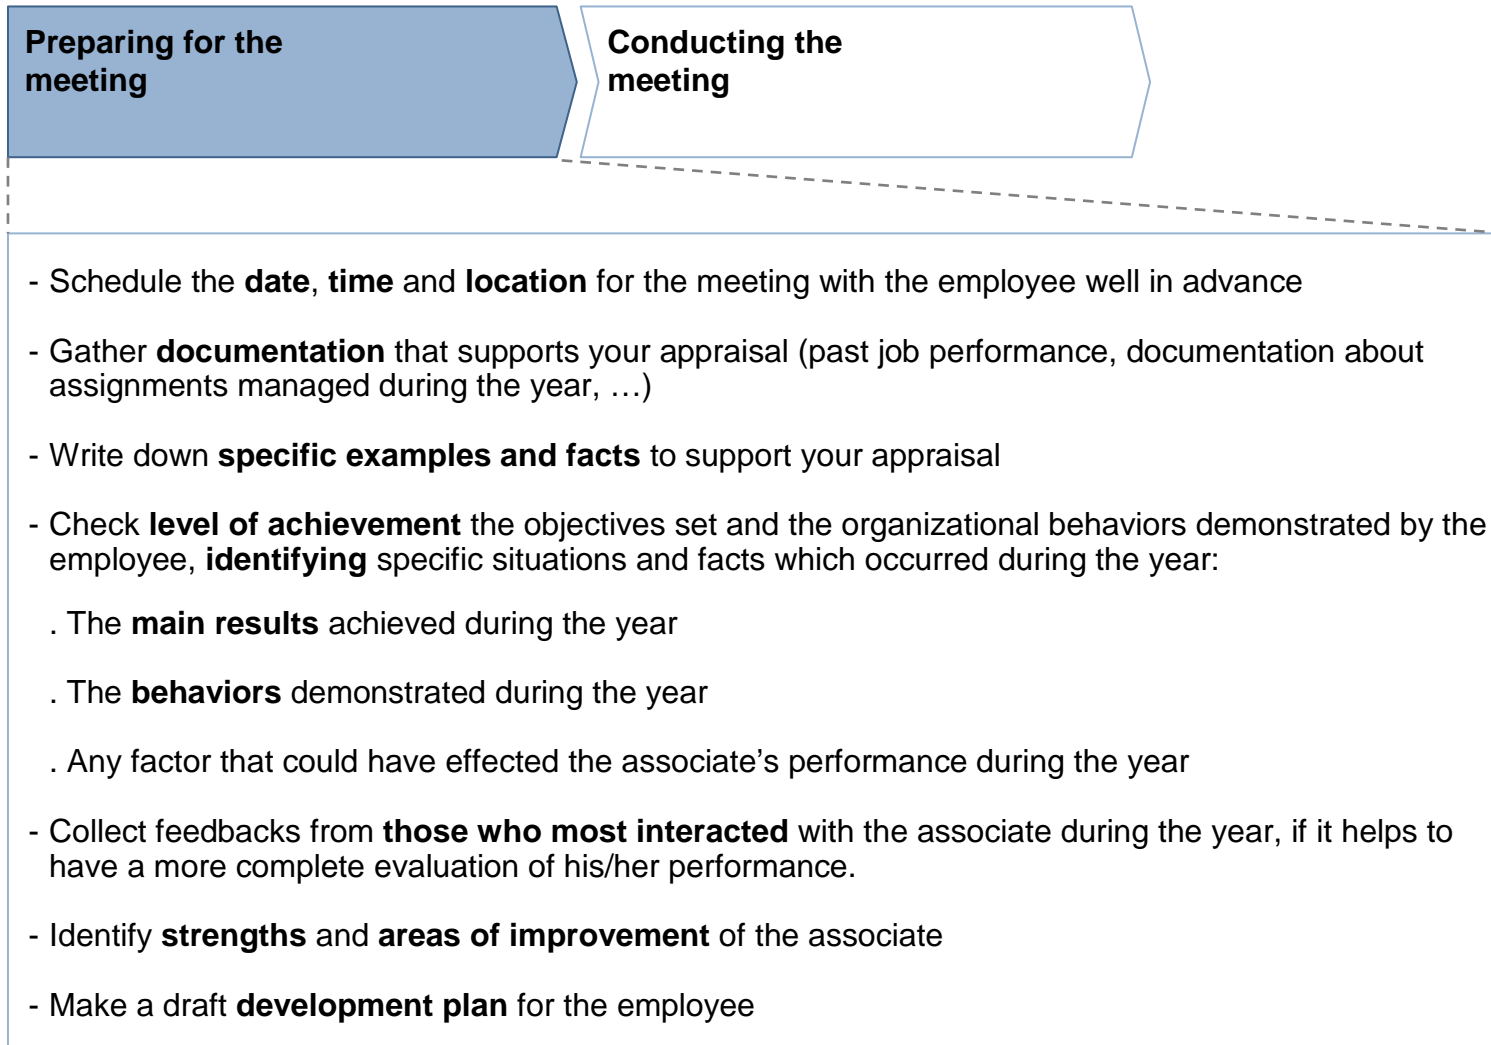 Preparing for the
meeting
Conducting the
meeting
- Schedule the date, time and location for the meeting with the employee well in advance
- Gather documentation that supports your appraisal (past job performance, documentation about
assignments managed during the year, …)
- Write down specific examples and facts to support your appraisal
- Check level of achievement the objectives set and the organizational behaviors demonstrated by the
employee, identifying specific situations and facts which occurred during the year:
. The main results achieved during the year
. The behaviors demonstrated during the year
. Any factor that could have effected the associate’s performance during the year
- Collect feedbacks from those who most interacted with the associate during the year, if it helps to
have a more complete evaluation of his/her performance.
- Identify strengths and areas of improvement of the associate
- Make a draft development plan for the employee